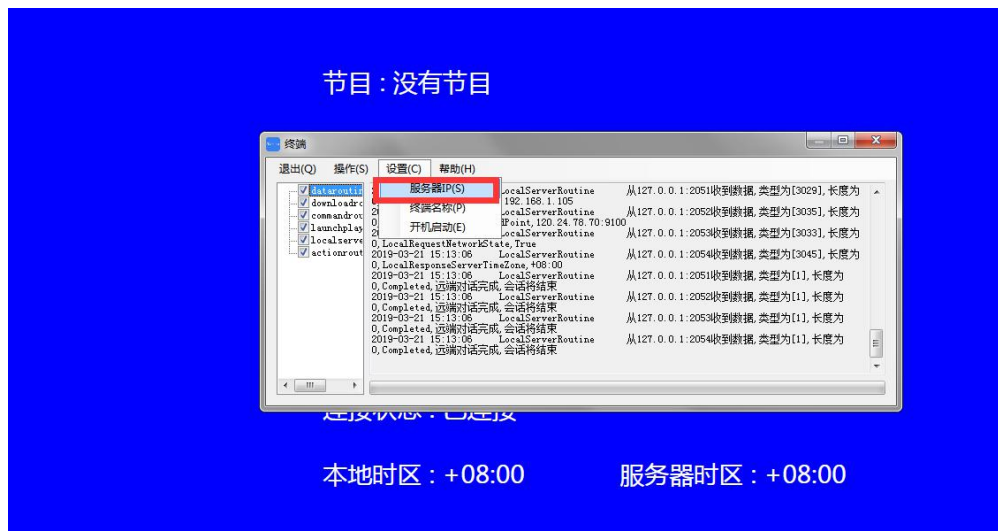 节目 : 没有节目
终端
退出(Q) 操作(S) 设置(C) 帮助(H)
服务器IP(S)
终端名称(P)
开机启动(E)
datarouti
downloadr
commandrou
launchplay
localserve
actionrout
LocalServerRoutine 从127.0.0.1:2051收到数据, 类型为[3029], 长度为
192.168.1.105
LocalServerRoutine 从127.0.0.1:2052收到数据, 类型为[3035], 长度为
Point, 120.24.78.70:9100
LocalServerRoutine 从127.0.0.1:2053收到数据, 类型为[3033], 长度为
0, LocalRequestNetworkState, True
2019-03-21 15:13:06 LocalServerRoutine 从127.0.0.1:2054收到数据, 类型为[3045], 长度为
0, LocalResponseServerTimeZone, +08:00
2019-03-21 15:13:06 LocalServerRoutine 从127.0.0.1:2051收到数据, 类型为[1], 长度为
0, Completed, 远端对话完成, 会话将结束
2019-03-21 15:13:06 LocalServerRoutine 从127.0.0.1:2052收到数据, 类型为[1], 长度为
0, Completed, 远端对话完成, 会话将结束
2019-03-21 15:13:06 LocalServerRoutine 从127.0.0.1:2053收到数据, 类型为[1], 长度为
0, Completed, 远端对话完成, 会话将结束
2019-03-21 15:13:06 LocalServerRoutine 从127.0.0.1:2054收到数据, 类型为[1], 长度为
0, Completed, 远端对话完成, 会话将结束
连接状态 : 已连接
本地时区 : +08:00 服务器时区 : +08:00